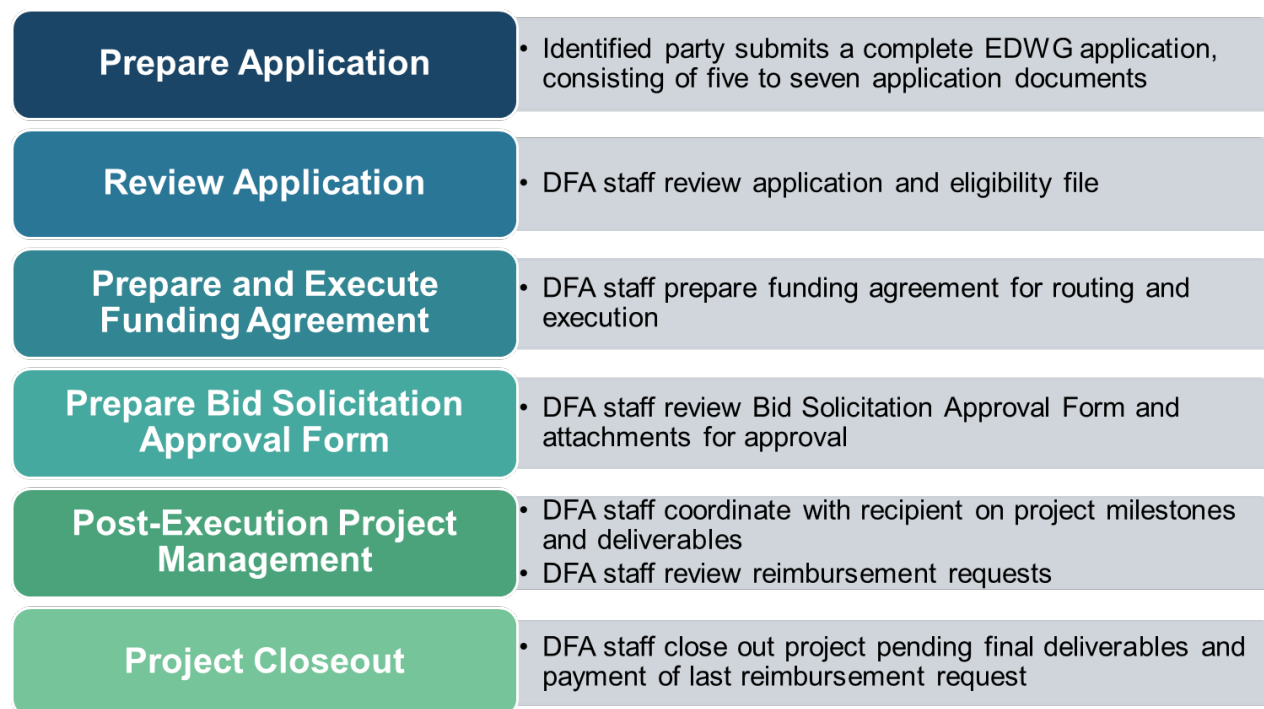 Prepare Application
• Identified party submits a complete EDWG application,
consisting of five to seven application documents
Review Application
• DFA staff review application and eligibility file
Prepare and Execute
Funding Agreement
• DFA staff prepare funding agreement for routing and
execution
Prepare Bid Solicitation
Approval Form
• DFA staff review Bid Solicitation Approval Form and
attachments for approval
Post-Execution Project
Management
• DFA staff coordinate with recipient on project milestones
and deliverables
• DFA staff review reimbursement requests
Project Closeout
• DFA staff close out project pending final deliverables and
payment of last reimbursement request